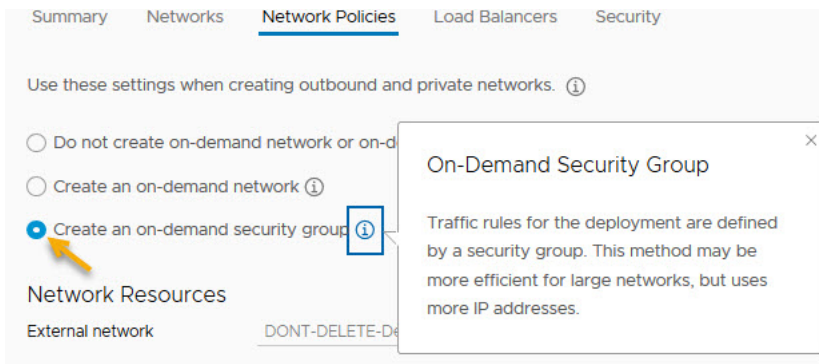 Summary Networks Network Policies Load Balancers Security
Use these settings when creating outbound and private networks.
Do not create on-demand network or on-d
Create an on-demand network
Create an on-demand security group
On-Demand Security Group
Traffic rules for the deployment are defined
by a security group. This method may be
more efficient for large networks, but uses
more IP addresses.
Network Resources
External network DONT-DELETE-De